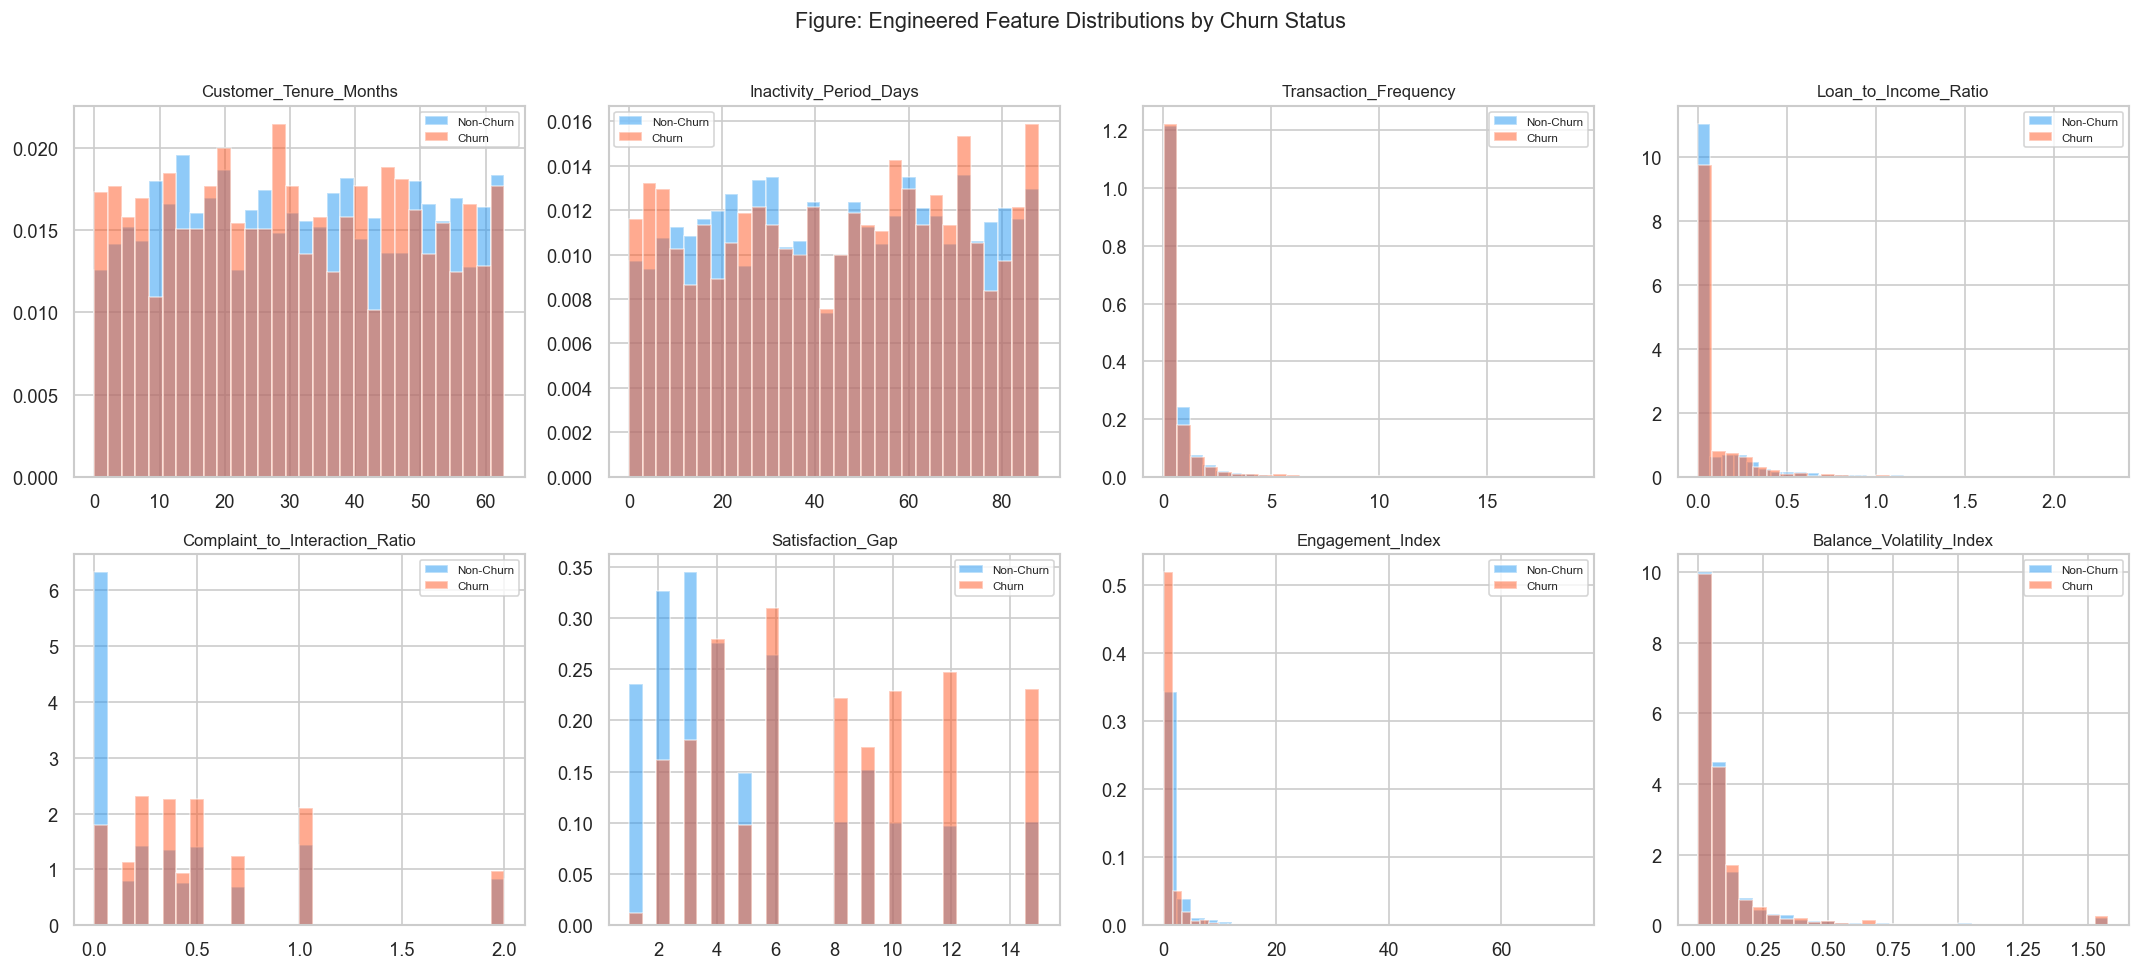 Figure: Engineered Feature Distributions by Churn Status
Customer_Tenure_Months
Non-Churn
Churn
0.020
0.015
0.010
0.005
0.000
0 10 20 30 40 50 60
Inactivity_Period_Days
Non-Churn
Churn
0.016
0.014
0.012
0.010
0.008
0.006
0.004
0.002
0.000
0 20 40 60 80
Transaction_Frequency
Non-Churn
Churn
1.2
1.0
0.8
0.6
0.4
0.2
0.0
0 5 10 15
Loan_to_Income_Ratio
Non-Churn
Churn
10
8
6
4
2
0
0.0 0.5 1.0 1.5 2.0
Complaint_to_Interaction_Ratio
Non-Churn
Churn
6
5
4
3
2
1
0
0.0 0.5 1.0 1.5 2.0
Satisfaction_Gap
Non-Churn
Churn
0.35
0.30
0.25
0.20
0.15
0.10
0.05
0.00
2 4 6 8 10 12 14
Engagement_Index
Non-Churn
Churn
0.5
0.4
0.3
0.2
0.1
0.0
0 20 40 60
Balance_Volatility_Index
Non-Churn
Churn
10
8
6
4
2
0
0.00 0.25 0.50 0.75 1.00 1.25 1.50